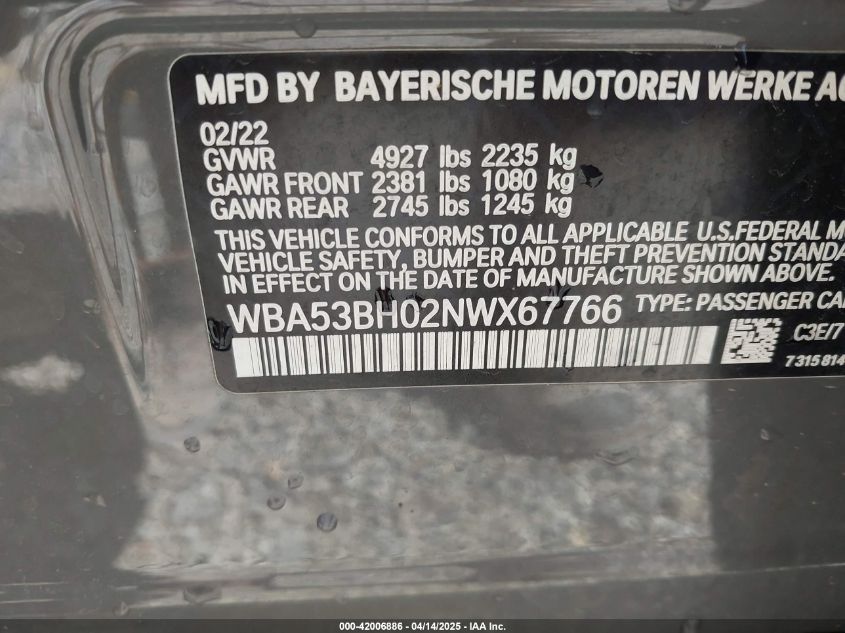 MFD BY BAYERISCHE MOTOREN WERKE AG
02/22
GVWR 4927 lbs 2235 kg
GAWR FRONT 2381 lbs 1080 kg
GAWR REAR 2745 lbs 1245 kg
THIS VEHICLE CONFORMS TO ALL APPLICABLE U.S.FEDERAL M
VEHICLE SAFETY, BUMPER AND THEFT PREVENTION STANDA
IN EFFECT ON THE DATE OF MANUFACTURE SHOWN ABOVE.
WBA53BH02NWX67766 TYPE: PASSENGER CA
C3E/7
7315814
000-42006886 - 04/14/2025 - IAA Inc.